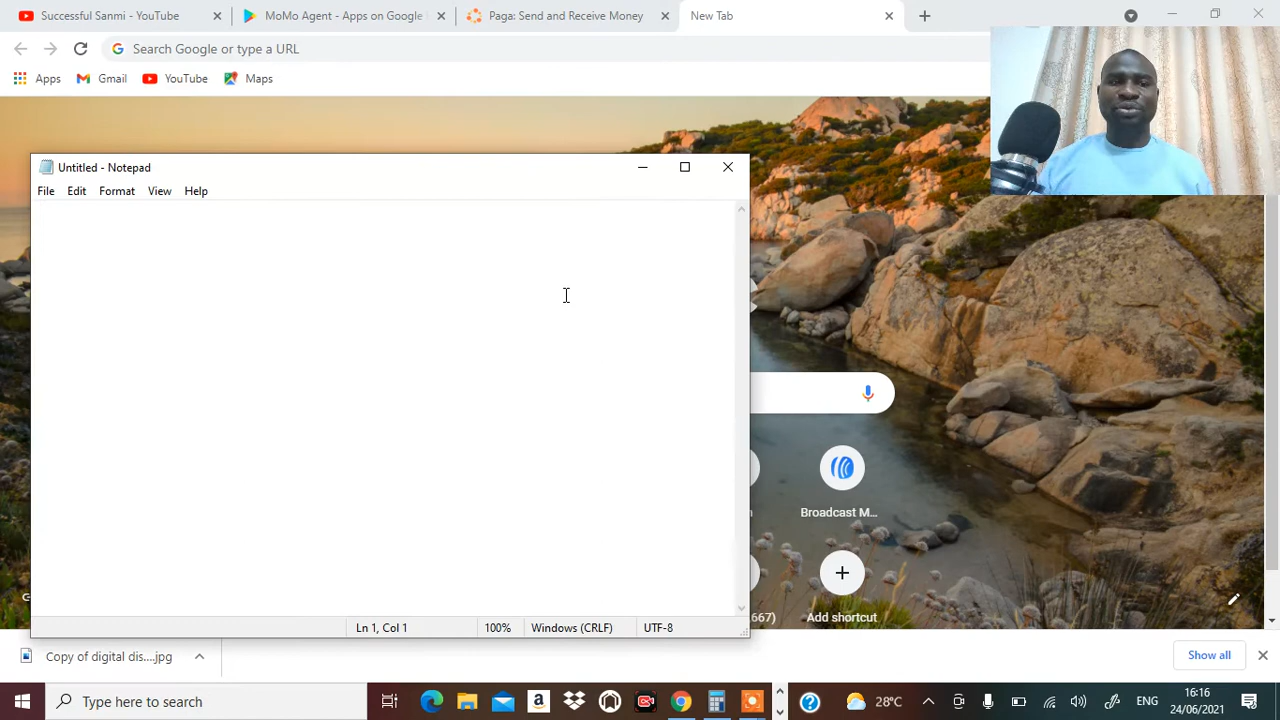 Successful Sanmi - YouTube
MoMo Agent - Apps on Google
Paga: Send and Receive Money
New Tab
Search Google or type a URL
Apps
Gmail
YouTube
Maps
Untitled - Notepad
File
Edit
Format
View
Help
Broadcast M...
667)
Add shortcut
Ln 1, Col 1
100%
Windows (CRLF)
UTF-8
Copy of digital dis....jpg
Show all
Type here to search
28°C
ENG
16:16
24/06/2021